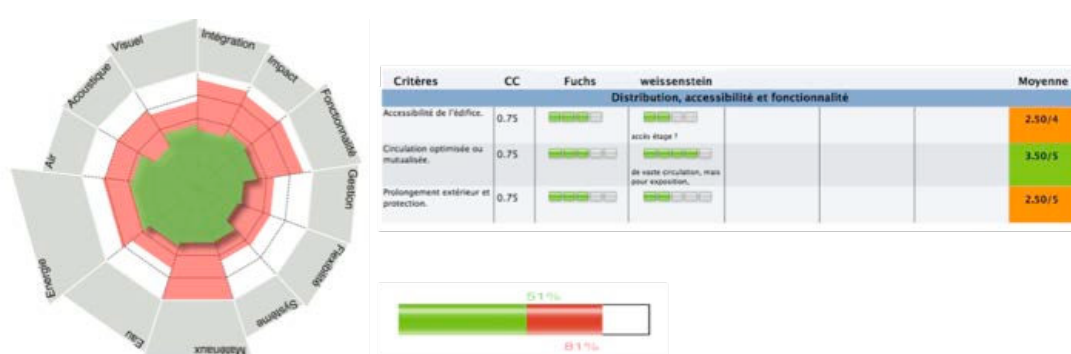 Visuel
Intégration
Impact
Fonctionnalité
Gestion
Flexibilité
Système
Matériaux
Eau
Energie
Air
Acoustique
Critères CC Fuchs weissenstein Moyenne
Distribution, accessibilité et fonctionnalité
Accessibilité de l'édifice. 0.75 2.50/4
accès étage ?
Circulation optimisée ou 0.75 3.50/5
mutualisée.
de vaste circulation, mais
pour exposition,
Prolongement extérieur et 0.75 2.50/5
protection.
51%
81%